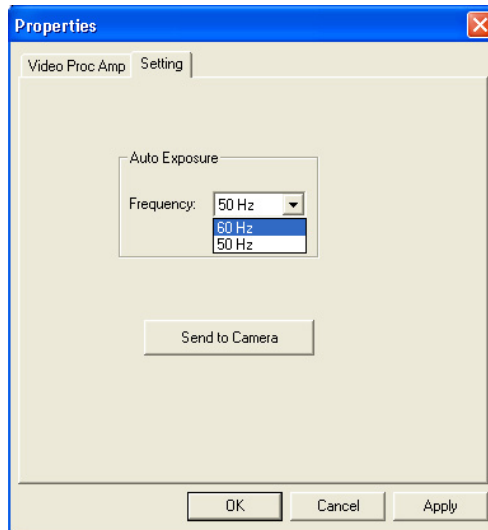 Properties
Video Proc Amp Setting
Auto Exposure
Frequency: 50 Hz
60 Hz
50 Hz
Send to Camera
OK Cancel Apply